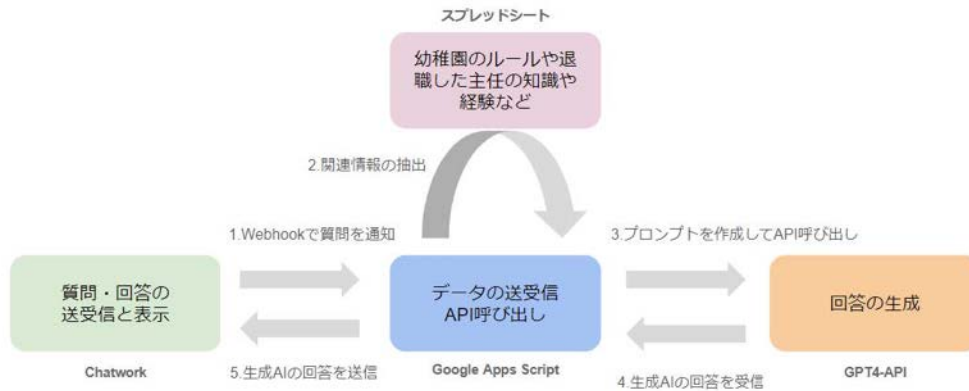 スプレッドシート
幼稚園のルールや退
職した主任の知識や
経験など
2.関連情報の抽出
1.Webhookで質問を通知
3.プロンプトを作成してAPI呼び出し
質問・回答の
送受信と表示
データの送受信
API呼び出し
回答の生成
Chatwork
5.生成AIの回答を送信
Google Apps Script
4.生成AIの回答を受信
GPT4-API